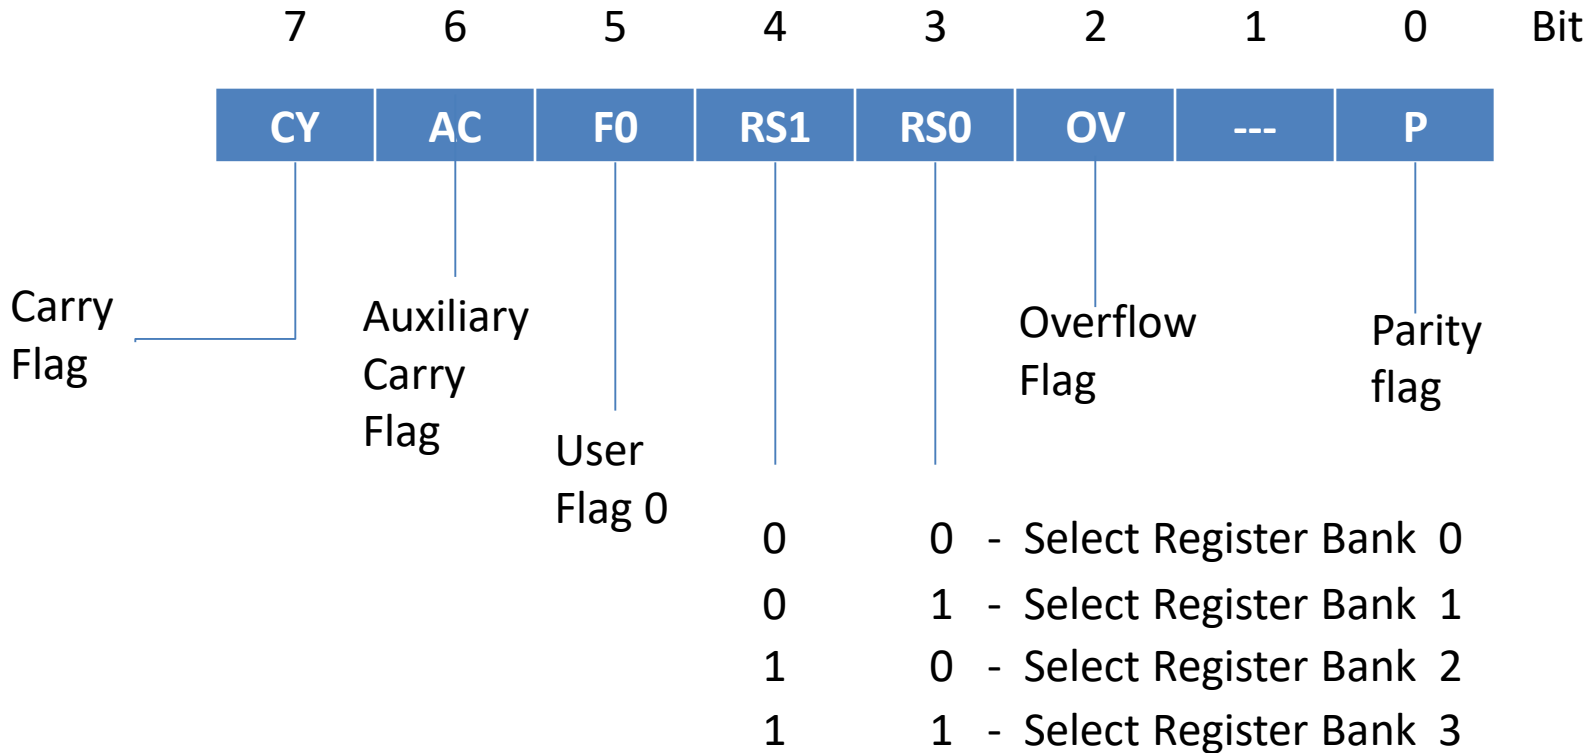 7 6 5 4 3 2 1 0 Bit
CY AC F0 RS1 RS0 OV --- P
Carry
Flag
Auxiliary
Carry
Flag
User
Flag 0
Overflow
Flag
Parity
flag
0 0 - Select Register Bank 0
0 1 - Select Register Bank 1
1 0 - Select Register Bank 2
1 1 - Select Register Bank 3